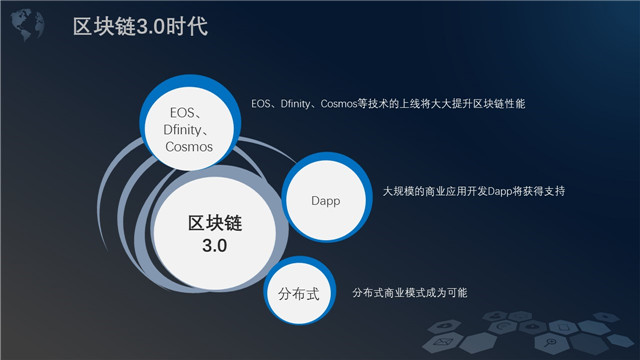 区块链3.0时代
EOS、
Dfinity、
Cosmos
EOS、Dfinity、Cosmos等技术的上线将大大提升区块链性能
Dapp
大规模的商业应用开发Dapp将获得支持
区块链
3.0
分布式
分布式商业模式成为可能